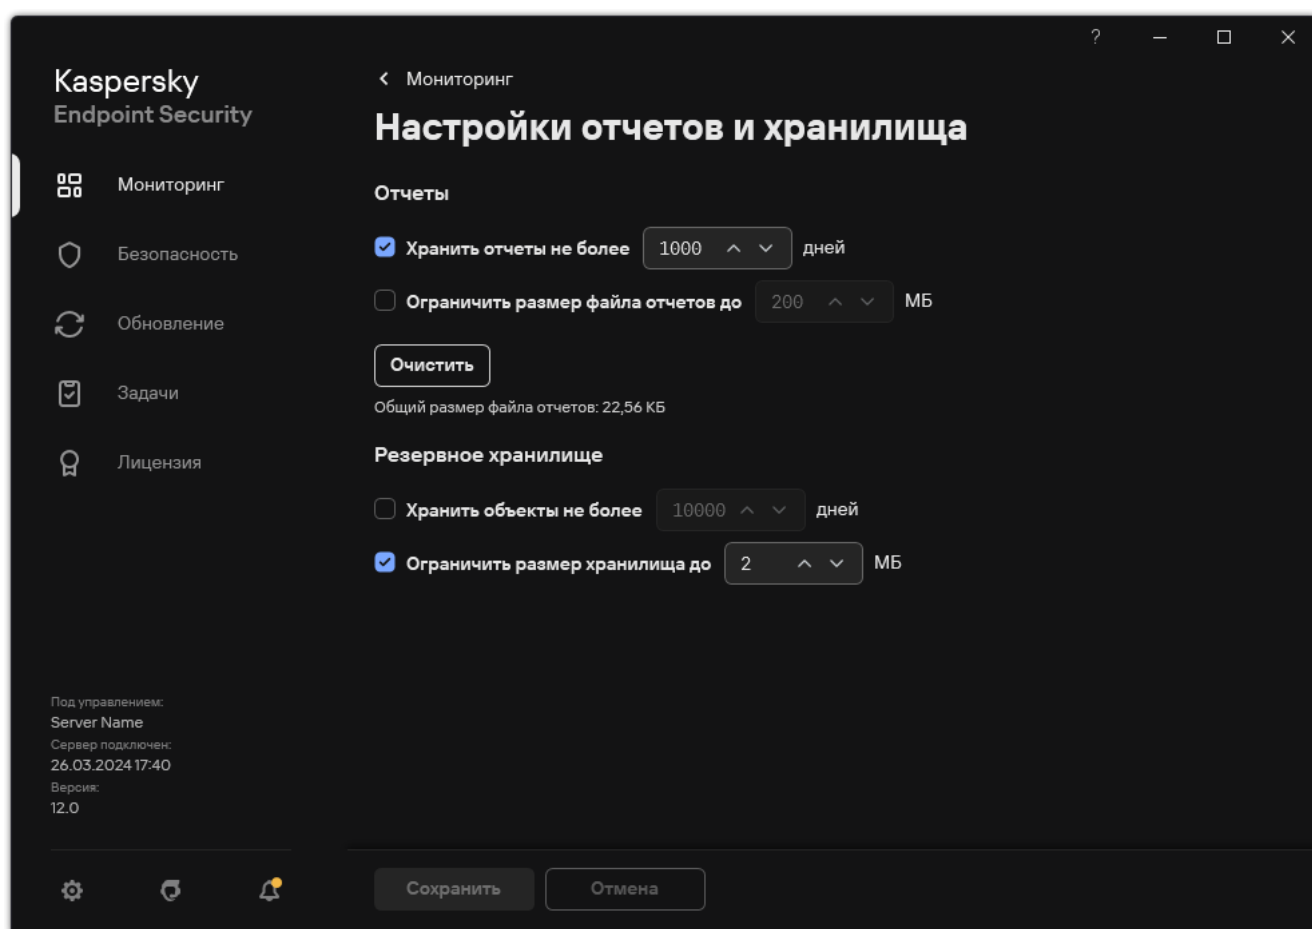 ?
Kaspersky
Endpoint Security
Мониторинг
Безопасность
Обновление
Задачи
Лицензия
Под управлением:
Server Name
Сервер подключен:
26.03.2024 17:40
Версия:
12.0
Мониторинг
Настройки отчетов и хранилища
Отчеты
Хранить отчеты не более 1000 дней
Ограничить размер файла отчетов до 200 МБ
Очистить
Общий размер файла отчетов: 22,56 КБ
Резервное хранилище
Хранить объекты не более 10000 дней
Ограничить размер хранилища до 2 МБ
Сохранить Отмена